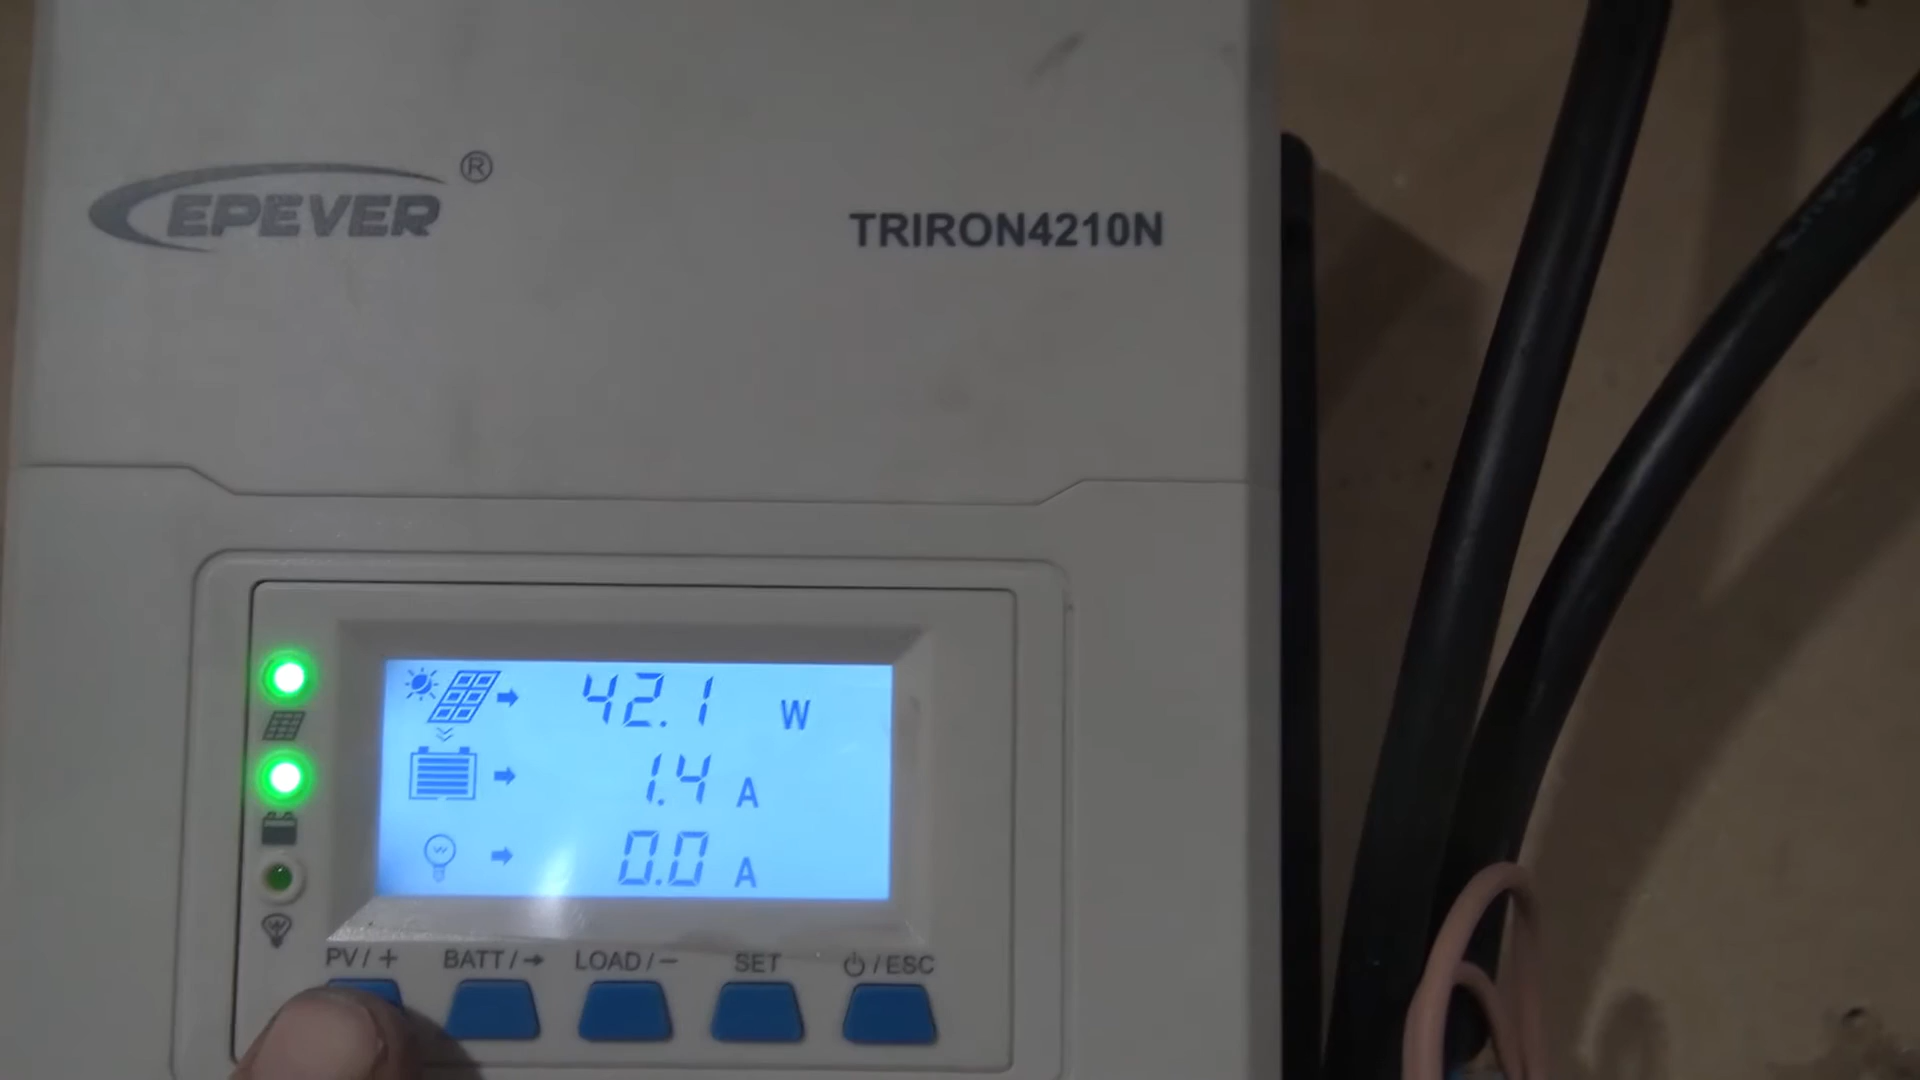 EPEVER ®
TRIRON4210N
42.1 W
1.4 A
0.0 A
PV / + BATT / → LOAD / − SET ⏻ / ESC